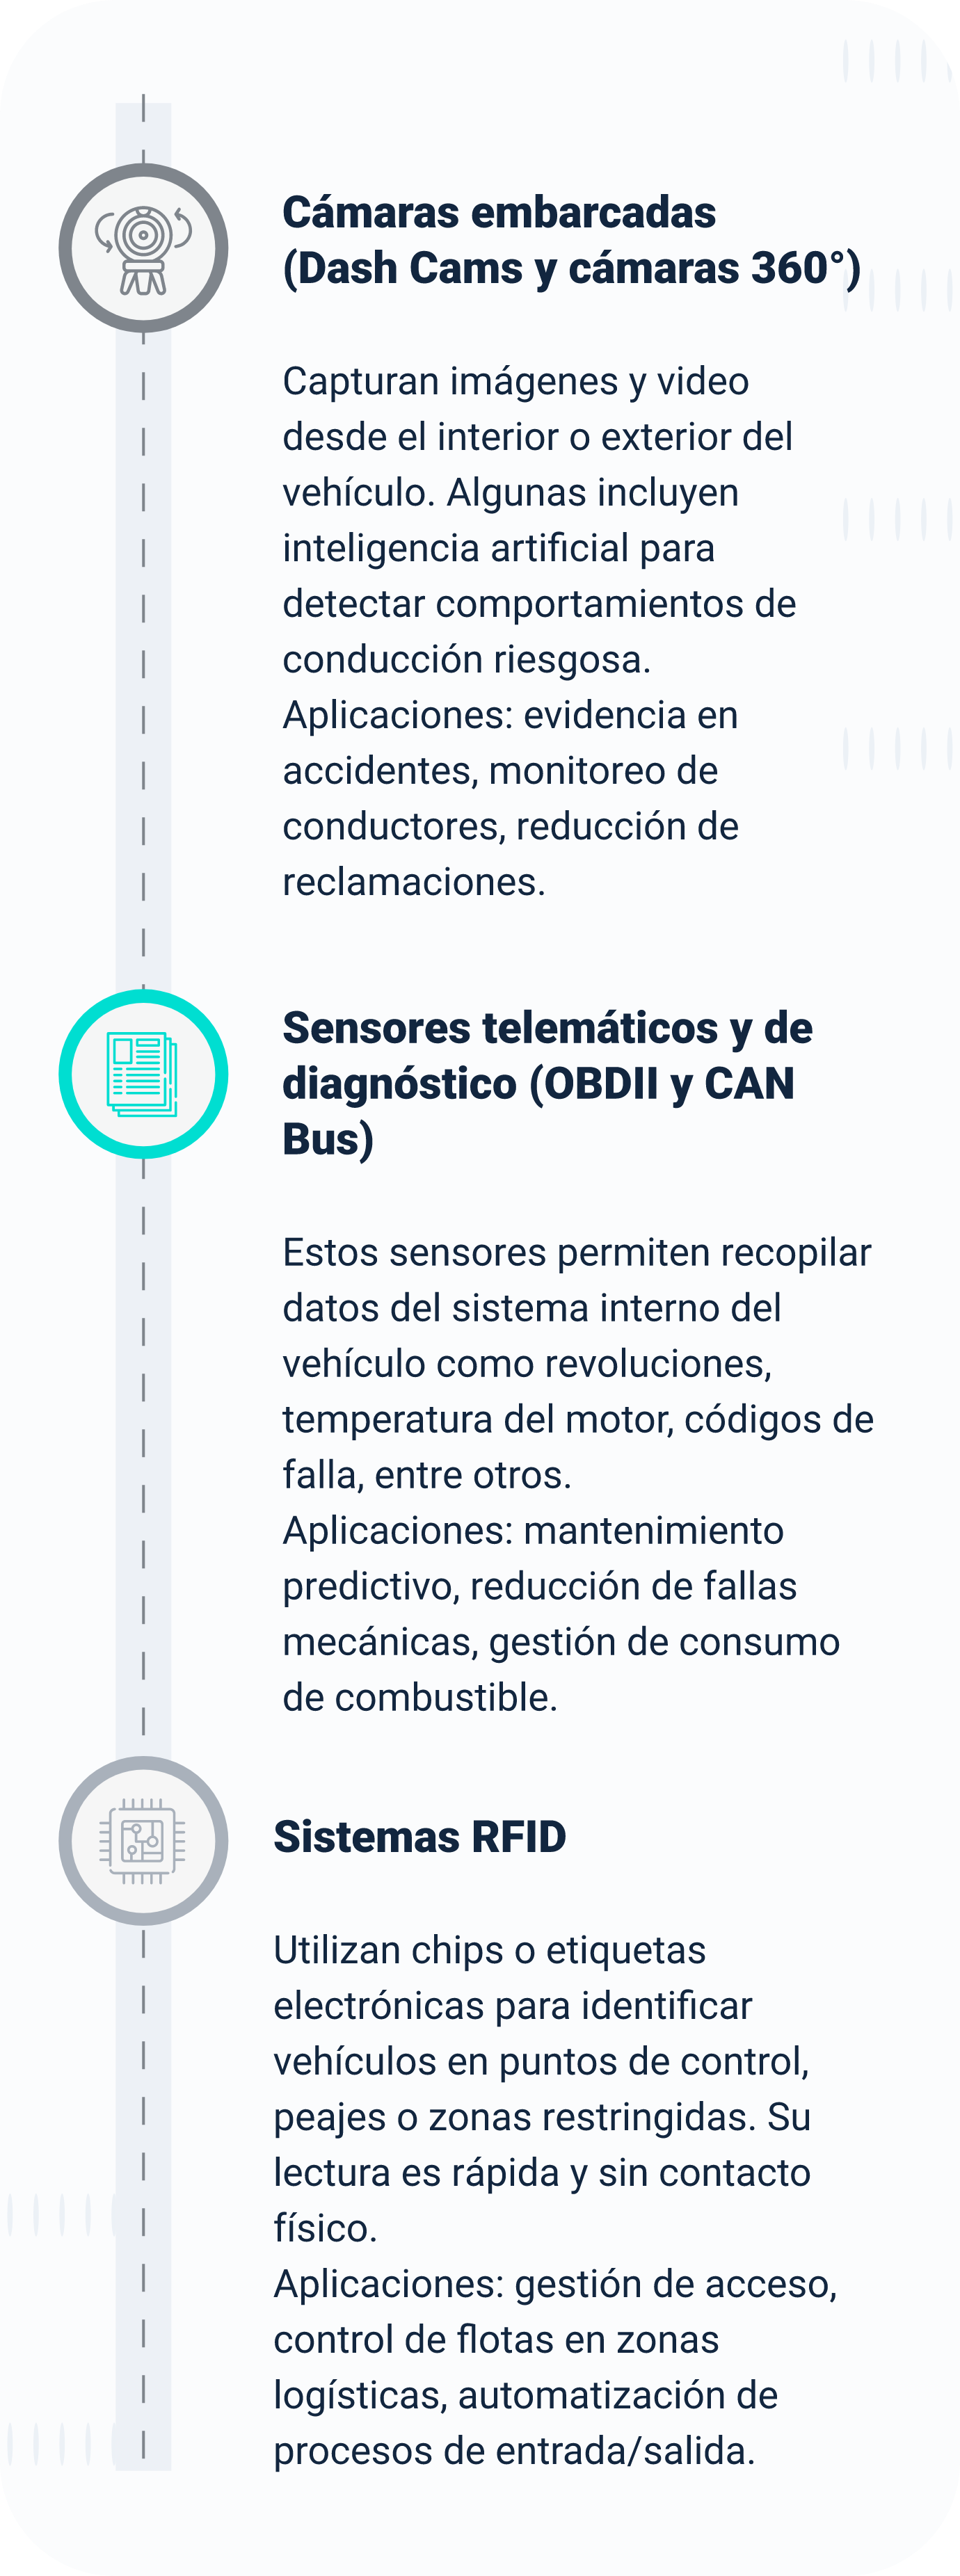 Cámaras embarcadas
(Dash Cams y cámaras 360°)
Capturan imágenes y video
desde el interior o exterior del
vehículo. Algunas incluyen
inteligencia artificial para
detectar comportamientos de
conducción riesgosa.
Aplicaciones: evidencia en
accidentes, monitoreo de
conductores, reducción de
reclamaciones.
Sensores telemáticos y de
diagnóstico (OBDII y CAN
Bus)
Estos sensores permiten recopilar
datos del sistema interno del
vehículo como revoluciones,
temperatura del motor, códigos de
falla, entre otros.
Aplicaciones: mantenimiento
predictivo, reducción de fallas
mecánicas, gestión de consumo
de combustible.
Sistemas RFID
Utilizan chips o etiquetas
electrónicas para identificar
vehículos en puntos de control,
peajes o zonas restringidas. Su
lectura es rápida y sin contacto
físico.
Aplicaciones: gestión de acceso,
control de flotas en zonas
logísticas, automatización de
procesos de entrada/salida.